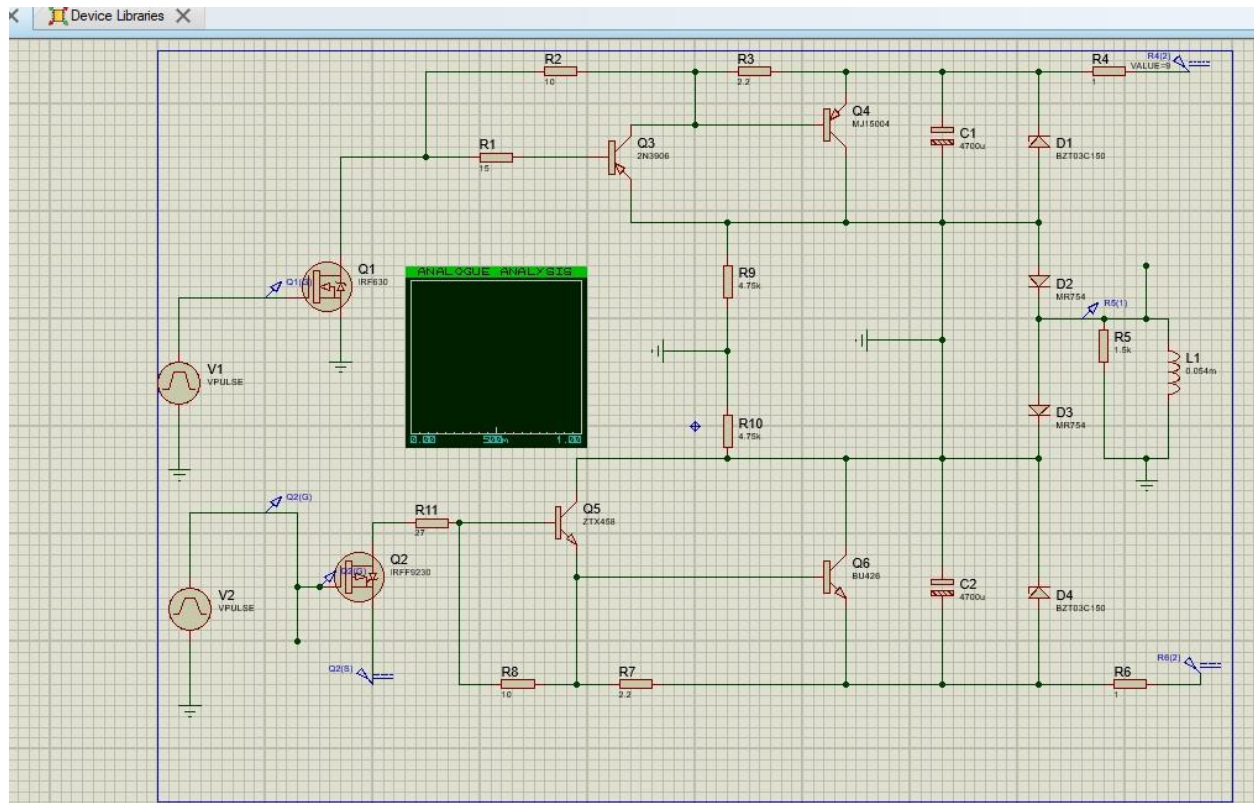 Device Libraries
R2
10
R3
2.2
R4
VALUE=9
1
R4(2)
Q4
MJ15004
C1
4700u
D1
BZT03C150
R1
15
Q3
2N3906
Q1(G)
Q1
IRF630
ANALOGUE ANALYSIS
0.00 500m 1.00
R9
4.75k
D2
MR754
R5(1)
R5
1.5k
L1
0.054m
V1
VPULSE
R10
4.75k
D3
MR754
Q2(G)
R11
27
Q5
ZTX458
Q2
IRFF9230
Q2(G)
V2
VPULSE
Q6
BU426
C2
4700u
D4
BZT03C150
Q2(S)
R8
10
R7
2.2
R6
1
R6(2)